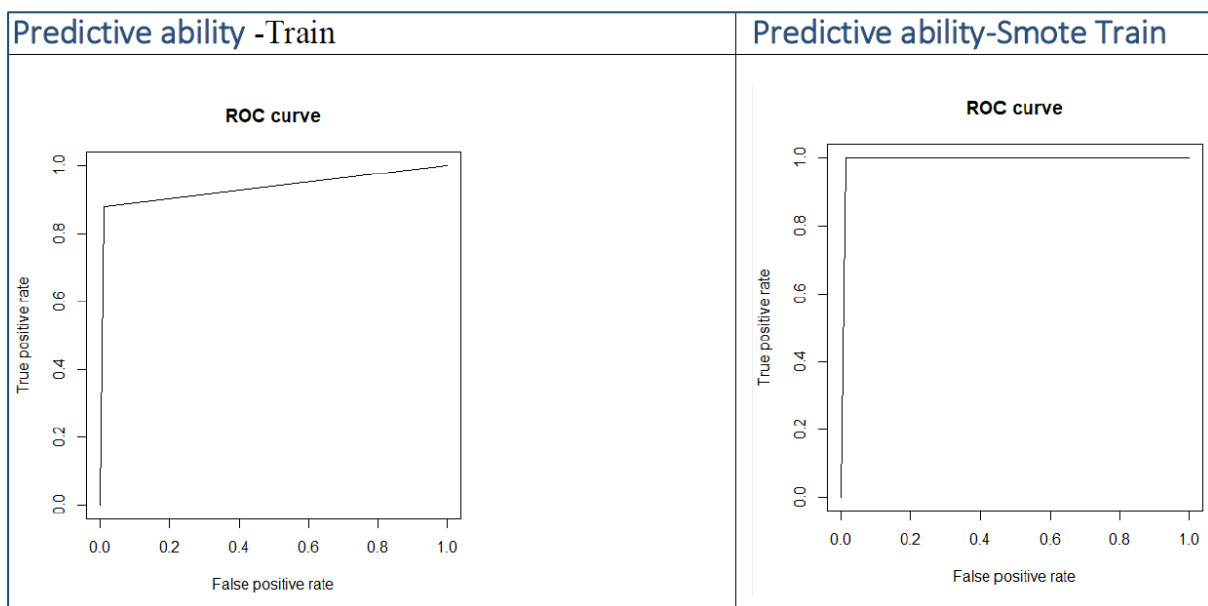 Predictive ability -Train
ROC curve
1.0
0.8
0.6
0.4
0.2
0.0
True positive rate
0.0 0.2 0.4 0.6 0.8 1.0
False positive rate
Predictive ability-Smote Train
ROC curve
1.0
0.8
0.6
0.4
0.2
0.0
True positive rate
0.0 0.2 0.4 0.6 0.8 1.0
False positive rate